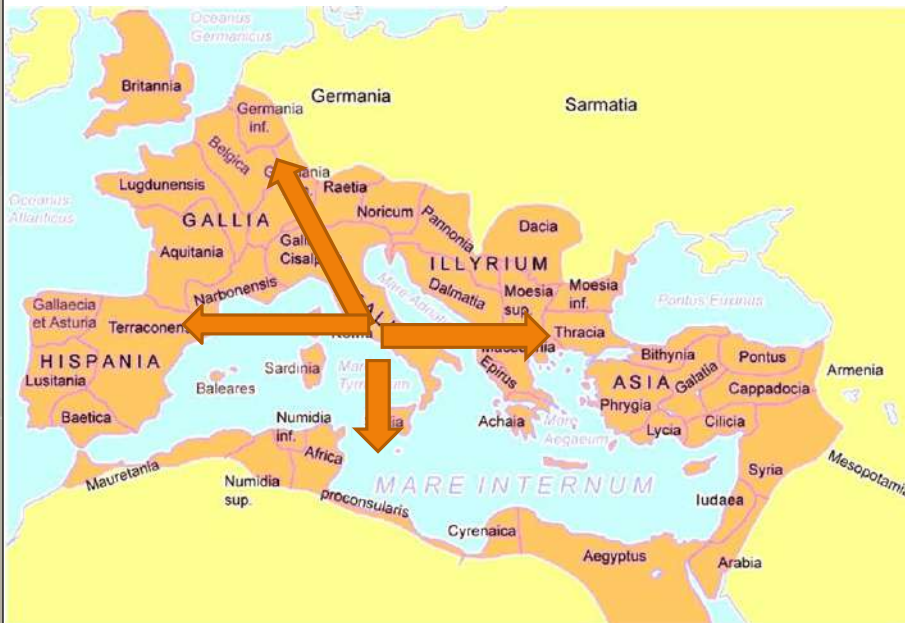 Oceanus
Germanicus
Britannia
Germania
inf.
Germania
Sarmatia
Belgica
Lugdunensis
Raetia
Oceanus
Atlanticus
GALLIA
Noricum
Pannonia
Dacia
Aquitania
ILLYRIUM
Narbonensis
Dalmatia
Moesia
sup.
Moesia
inf.
Pontus Euxinus
Gallaecia
et Asturia
Thracia
HISPANIA
Lusitania
Baetica
Baleares
Sardinia
Epirus
Achaia
Bithynia
Pontus
ASIA
Galatia
Cappadocia
Armenia
Phrygia
Lycia
Cilicia
Numidia
inf.
Africa
Mauretania
Numidia
sup.
proconsularis
MARE INTERNUM
Syria
Mesopotamia
Iudaea
Cyrenaica
Aegyptus
Arabia